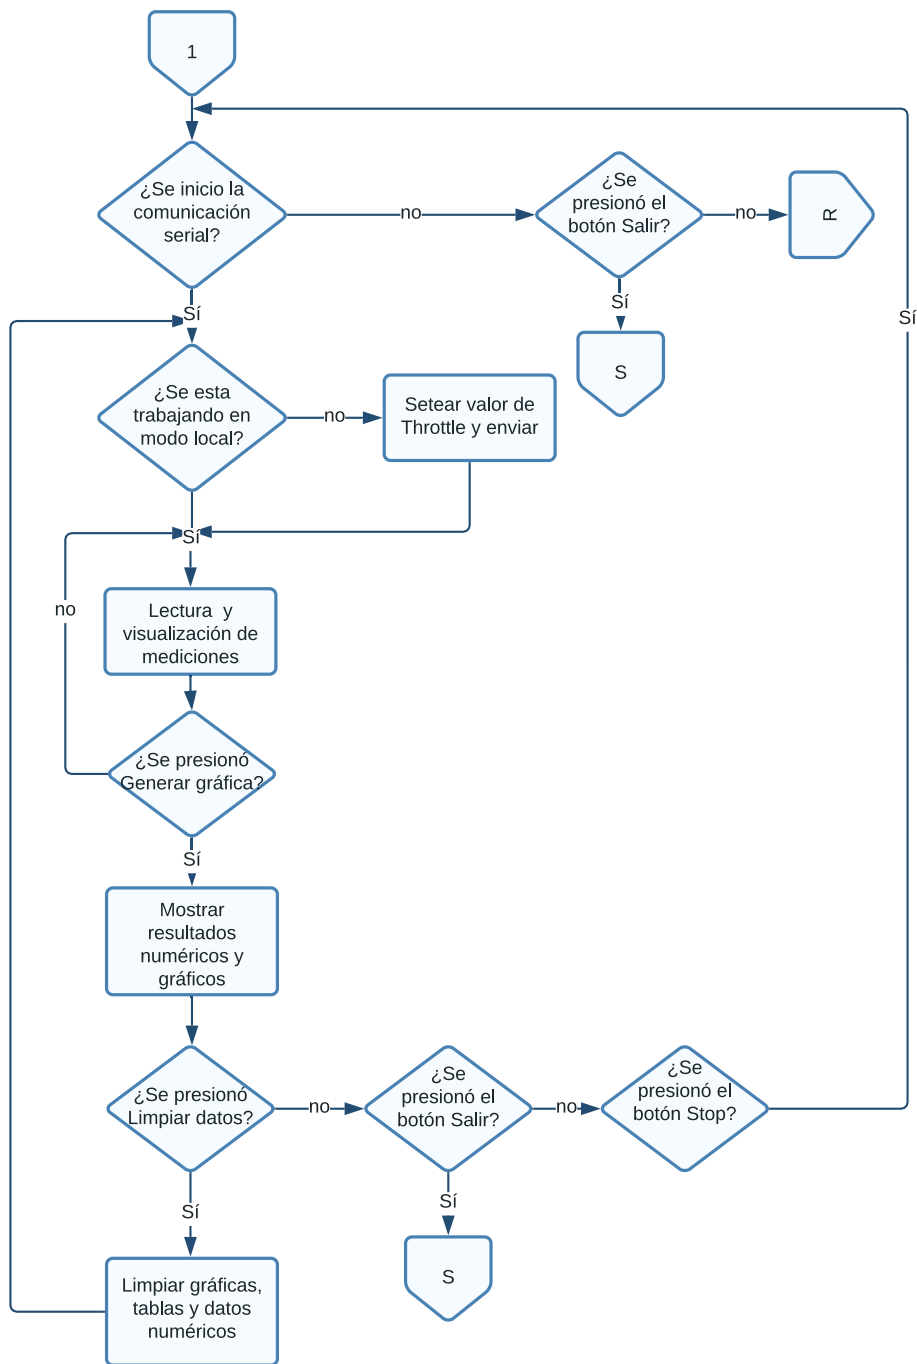 1
¿Se inicio la
comunicación
serial?
no
¿Se
presionó el
botón Salir?
no
R
Sí
Sí
S
Sí
¿Se esta
trabajando en
modo local?
no
Setear valor de
Throttle y enviar
Sí
no
Lectura y
visualización de
mediciones
¿Se presionó
Generar gráfica?
Sí
Mostrar
resultados
numéricos y
gráficos
¿Se presionó
Limpiar datos?
no
¿Se
presionó el
botón Salir?
no
¿Se
presionó el
botón Stop?
Sí
Sí
S
Limpiar gráficas,
tablas y datos
numéricos